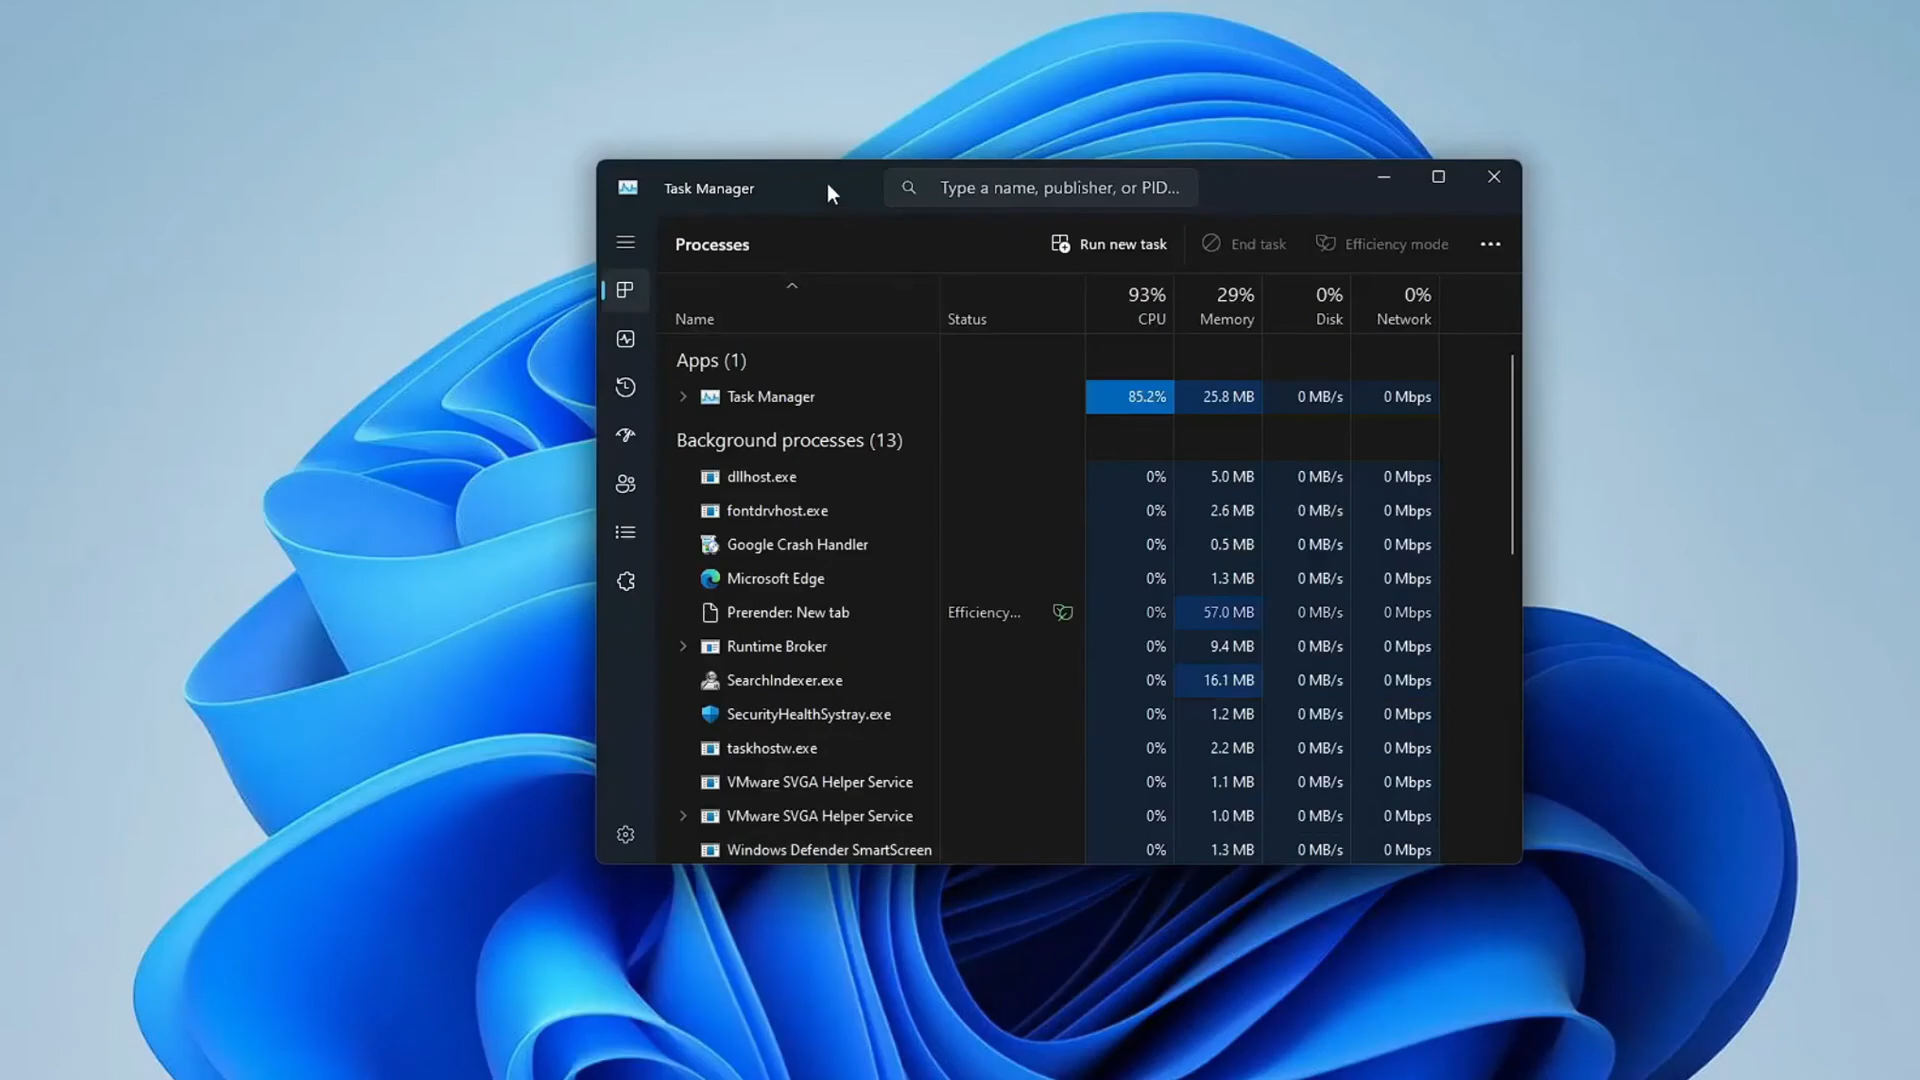 Task Manager
Type a name, publisher, or PID...
Processes
Run new task
End task
Efficiency mode
93% 29% 0% 0%
Name Status CPU Memory Disk Network
Apps (1)
Task Manager 85.2% 25.8 MB 0 MB/s 0 Mbps
Background processes (13)
dllhost.exe 0% 5.0 MB 0 MB/s 0 Mbps
fontdrvhost.exe 0% 2.6 MB 0 MB/s 0 Mbps
Google Crash Handler 0% 0.5 MB 0 MB/s 0 Mbps
Microsoft Edge 0% 1.3 MB 0 MB/s 0 Mbps
Prerender: New tab Efficiency... 0% 57.0 MB 0 MB/s 0 Mbps
Runtime Broker 0% 9.4 MB 0 MB/s 0 Mbps
SearchIndexer.exe 0% 16.1 MB 0 MB/s 0 Mbps
SecurityHealthSystray.exe 0% 1.2 MB 0 MB/s 0 Mbps
taskhostw.exe 0% 2.2 MB 0 MB/s 0 Mbps
VMware SVGA Helper Service 0% 1.1 MB 0 MB/s 0 Mbps
VMware SVGA Helper Service 0% 1.0 MB 0 MB/s 0 Mbps
Windows Defender SmartScreen 0% 1.3 MB 0 MB/s 0 Mbps